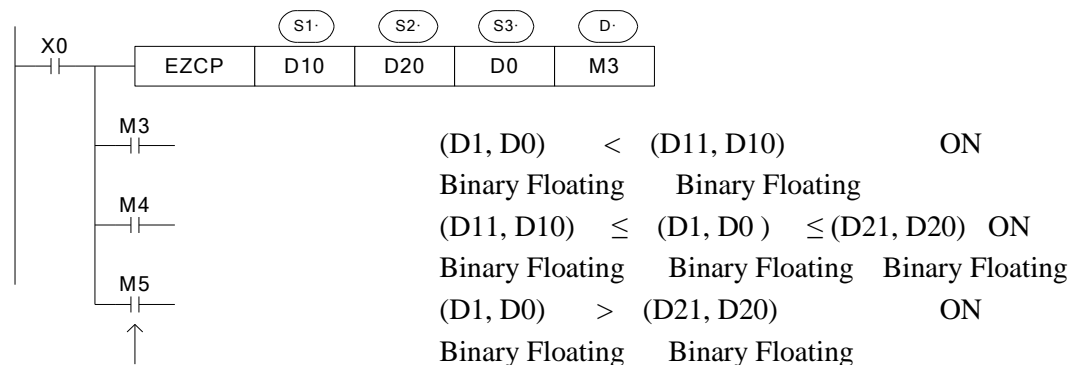 S1· S2· S3· D·
X0
EZCP D10 D20 D0 M3
M3
(D1, D0) < (D11, D10) ON
Binary Floating Binary Floating
M4
(D11, D10) ≤ (D1, D0 ) ≤ (D21, D20) ON
Binary Floating Binary Floating Binary Floating
M5
(D1, D0) > (D21, D20) ON
Binary Floating Binary Floating